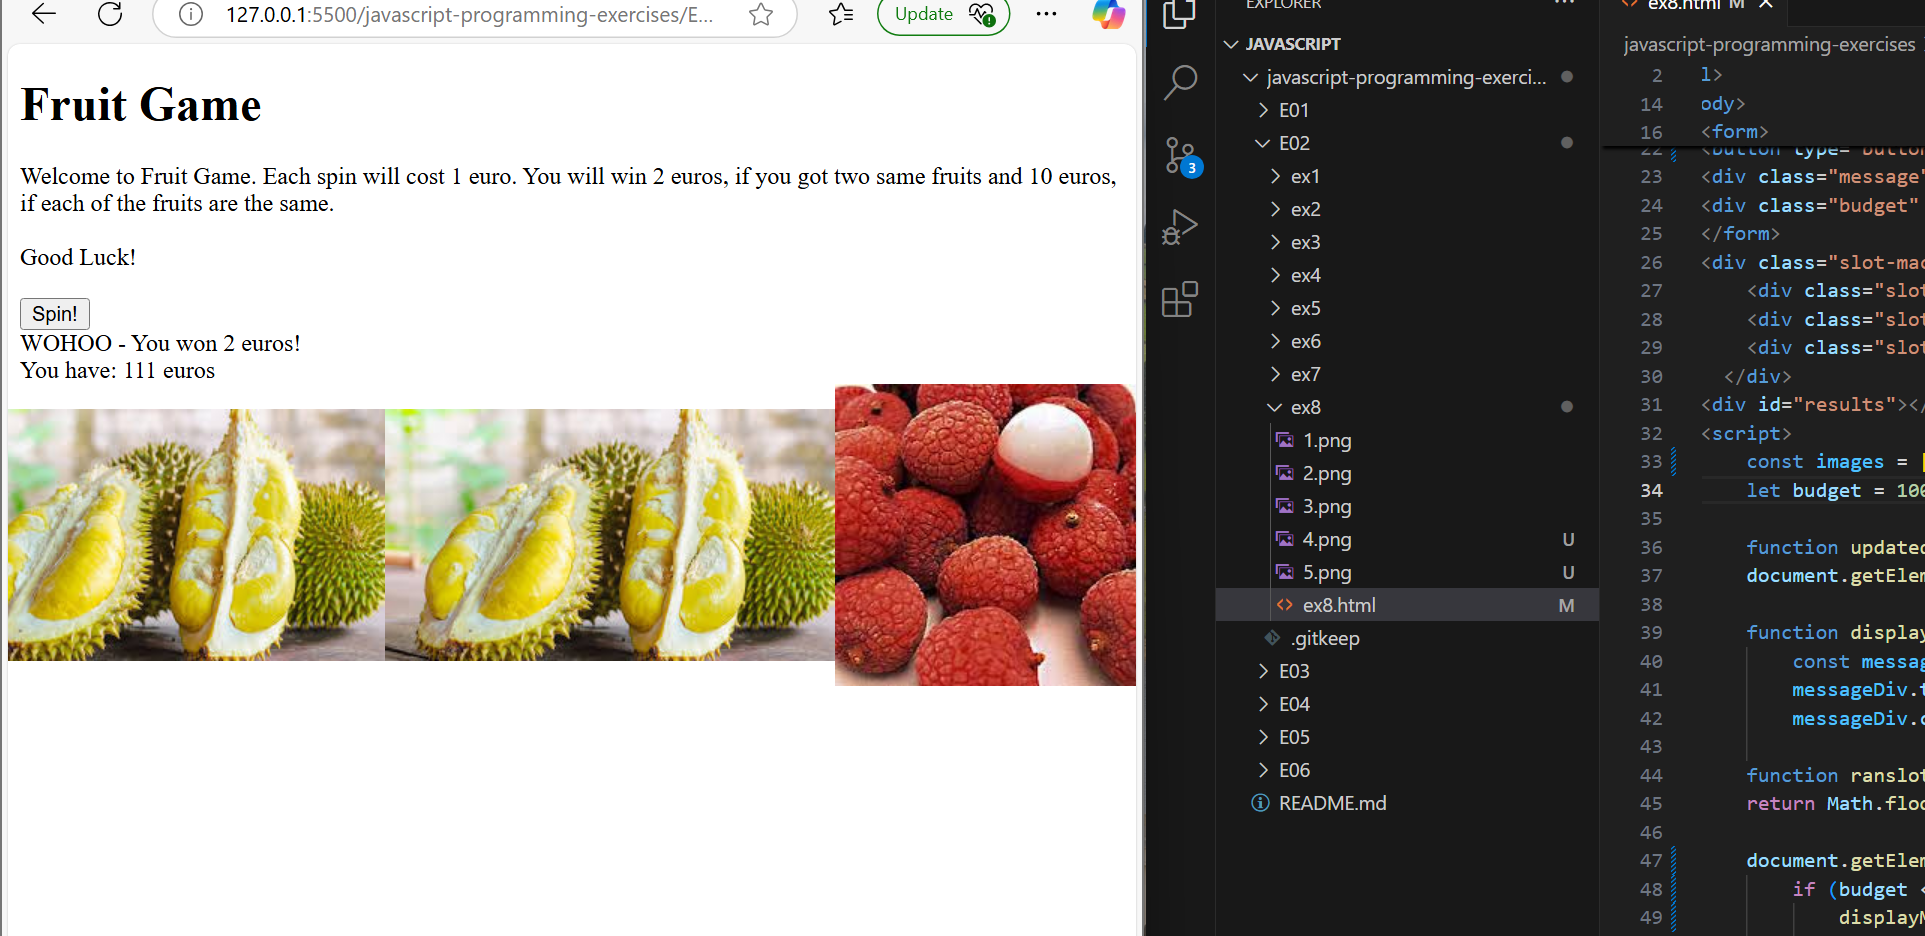 127.0.0.1:5500/javascript-programming-exercises/E...
Update
Fruit Game
Welcome to Fruit Game. Each spin will cost 1 euro. You will win 2 euros, if you got two same fruits and 10 euros,
if each of the fruits are the same.
Good Luck!
Spin!
WOHOO - You won 2 euros!
You have: 111 euros
3
EXPLORER
JAVASCRIPT
javascript-programming-exerci...
E01
E02
ex1
ex2
ex3
ex4
ex5
ex6
ex7
ex8
1.png
2.png
3.png
4.png U
5.png U
ex8.html M
.gitkeep
E03
E04
E05
E06
README.md
ex8.html M
javascript-programming-exercises
2 l>
14 ody>
16 <form>
22 <button type="button
23 <div class="message"
24 <div class="budget"
25 </form>
26 <div class="slot-mac
27 <div class="slot
28 <div class="slot
29 <div class="slot
30 </div>
31 <div id="results"></
32 <script>
33 const images = [
34 let budget = 100
35
36 function updated
37 document.getElem
38
39 function display
40 const messag
41 messageDiv.t
42 messageDiv.c
43
44 function ranslot
45 return Math.floo
46
47 document.getElem
48 if (budget <
49 displayM